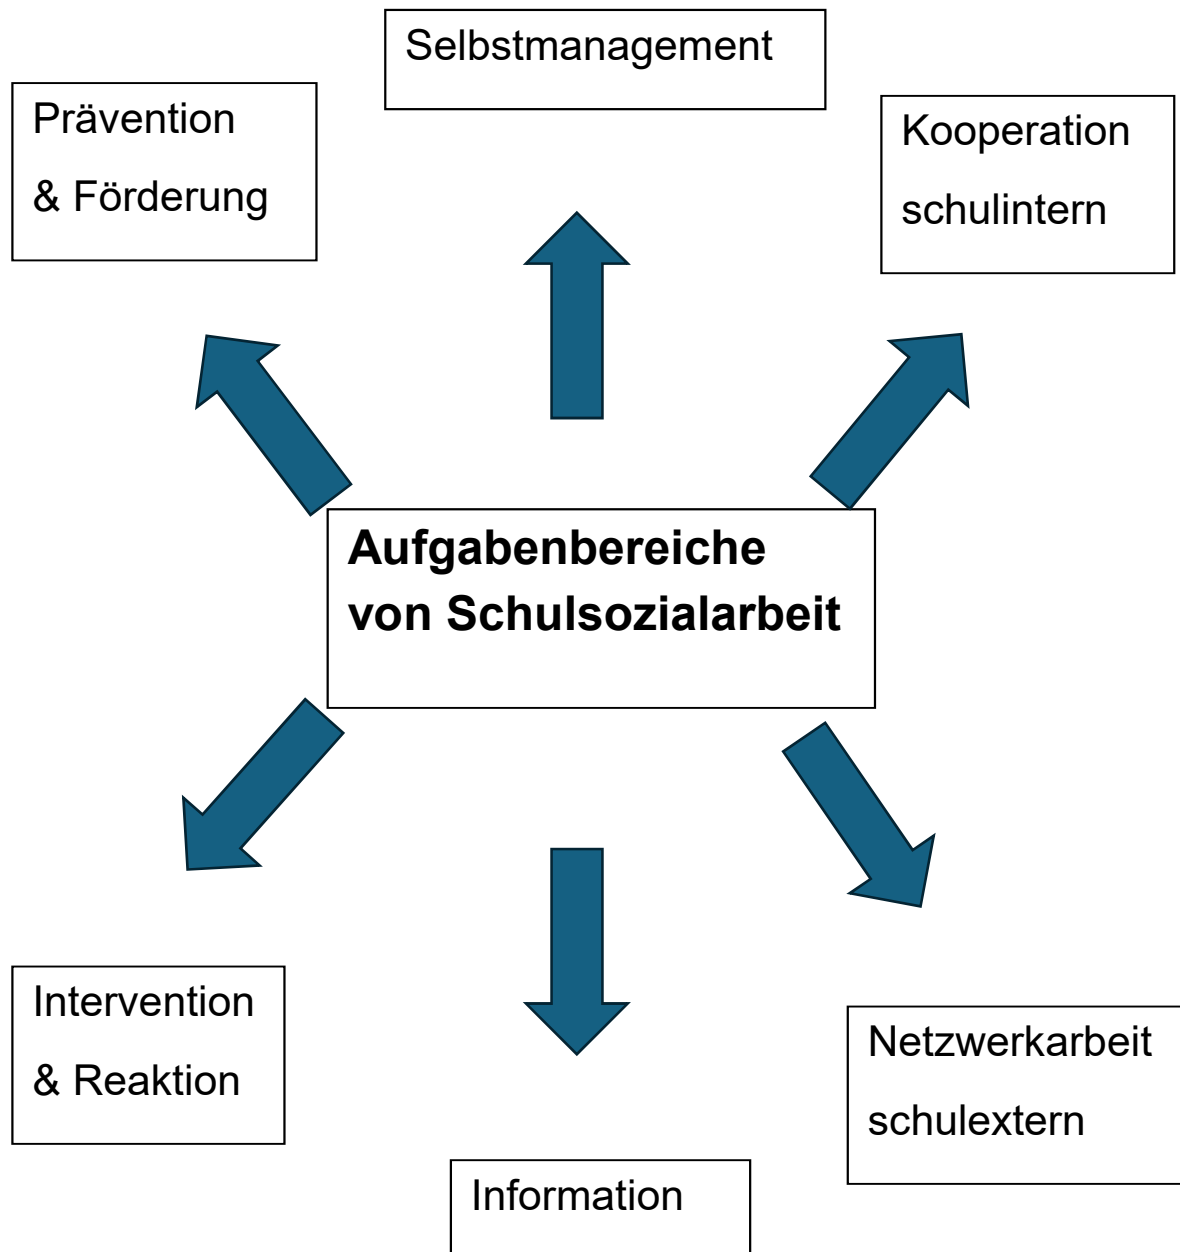 Selbstmanagement
Prävention
& Förderung
Kooperation
schulintern
Aufgabenbereiche
von Schulsozialarbeit
Intervention
& Reaktion
Netzwerkarbeit
schulextern
Information